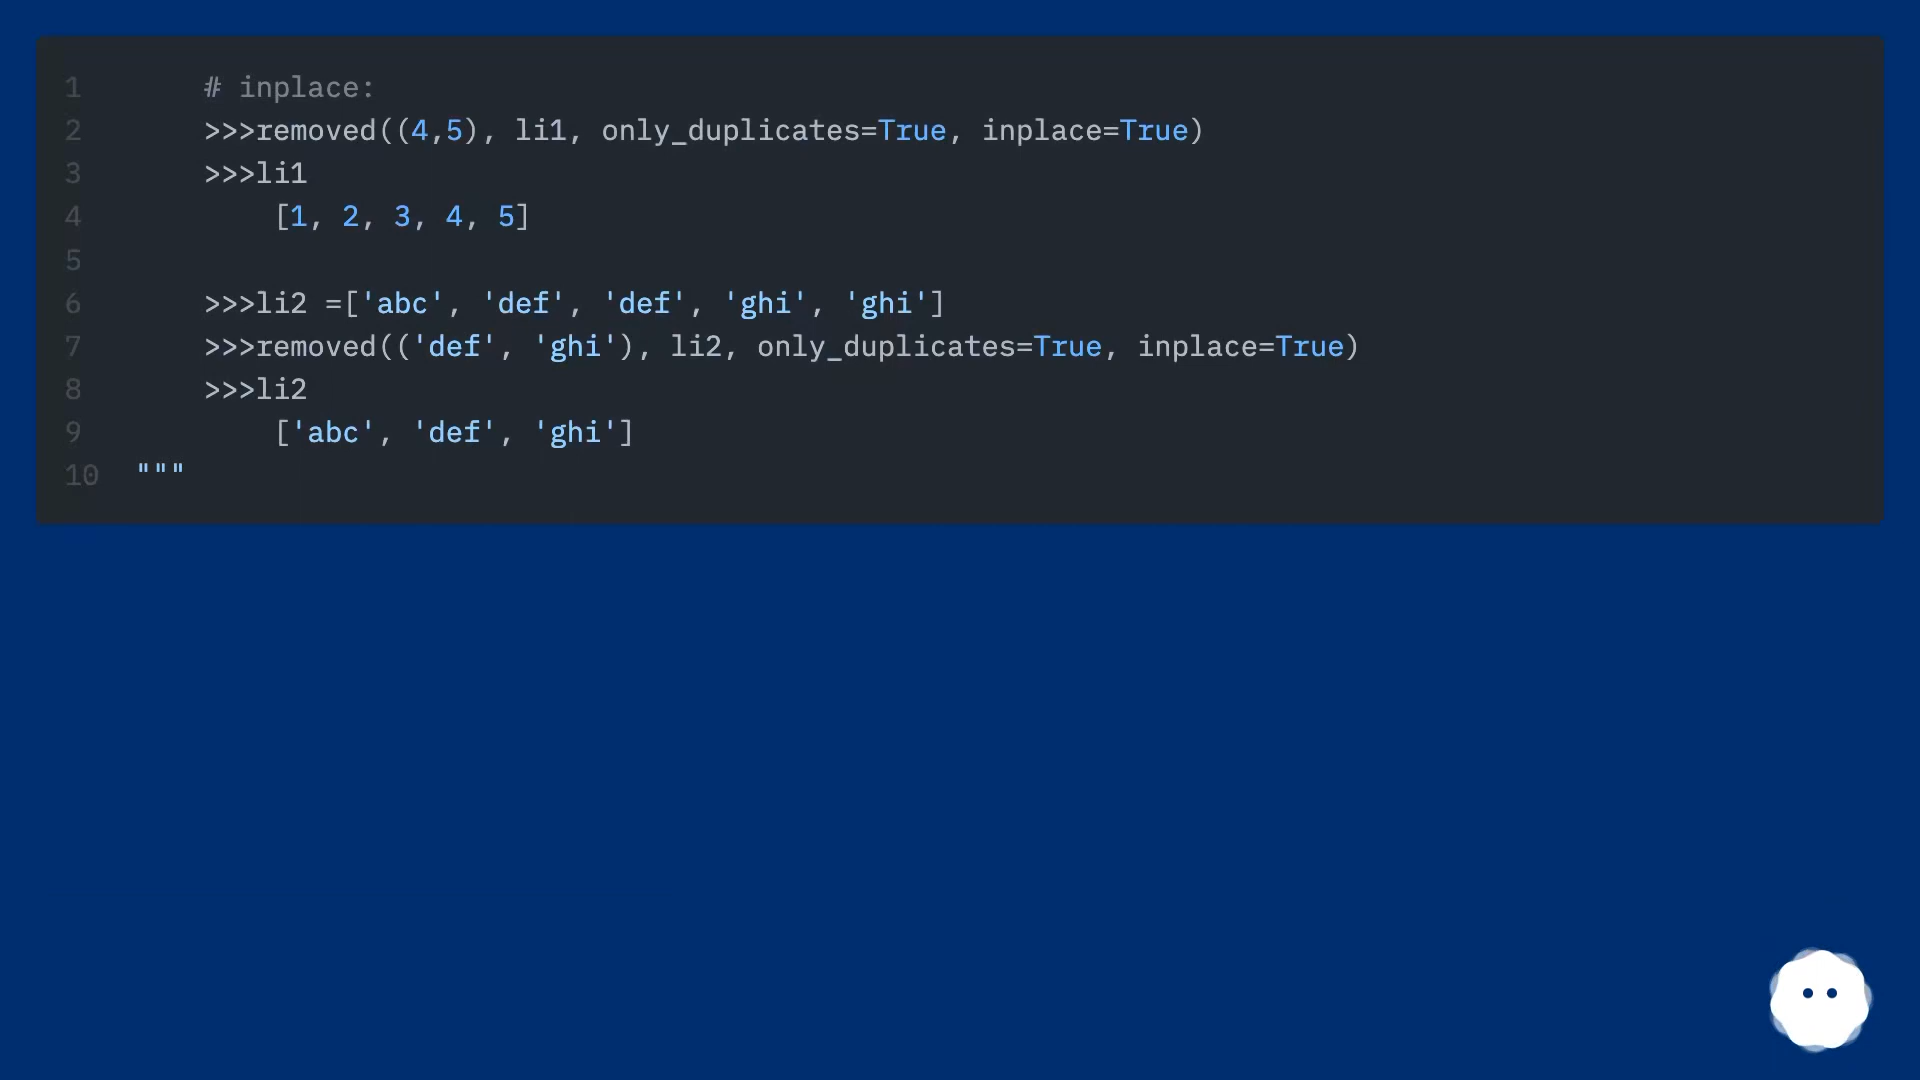 1 # inplace:
2 >>>removed((4,5), li1, only_duplicates=True, inplace=True)
3 >>>li1
4 [1, 2, 3, 4, 5]
5
6 >>>li2 =['abc', 'def', 'def', 'ghi', 'ghi']
7 >>>removed(('def', 'ghi'), li2, only_duplicates=True, inplace=True)
8 >>>li2
9 ['abc', 'def', 'ghi']
10 """